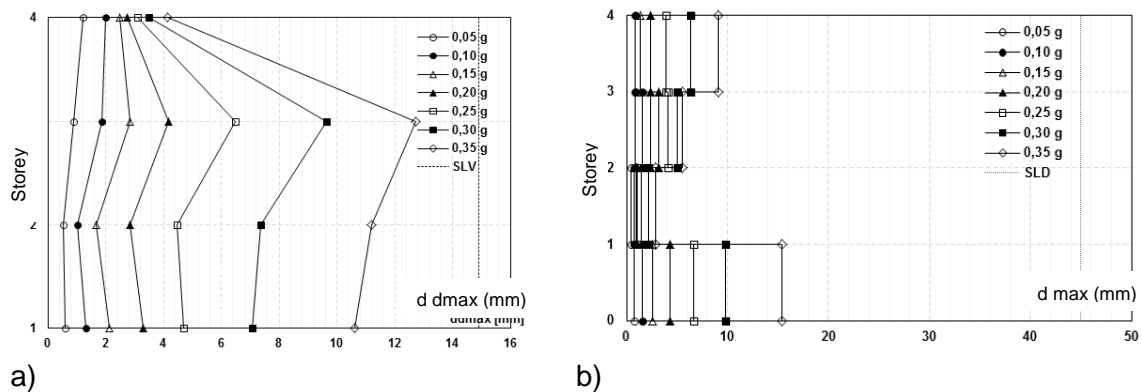 4
2
1
Storey
0 2 4 6 8 10 12 14 16
0,05 g
0,10 g
0,15 g
0,20 g
0,25 g
0,30 g
0,35 g
SLV
d dmax (mm)
a)
4
3
2
1
0
Storey
0 10 20 30 40 50
0,05 g
0,10 g
0,15 g
0,20 g
0,25 g
0,30 g
0,35 g
SLD
d max (mm)
b)